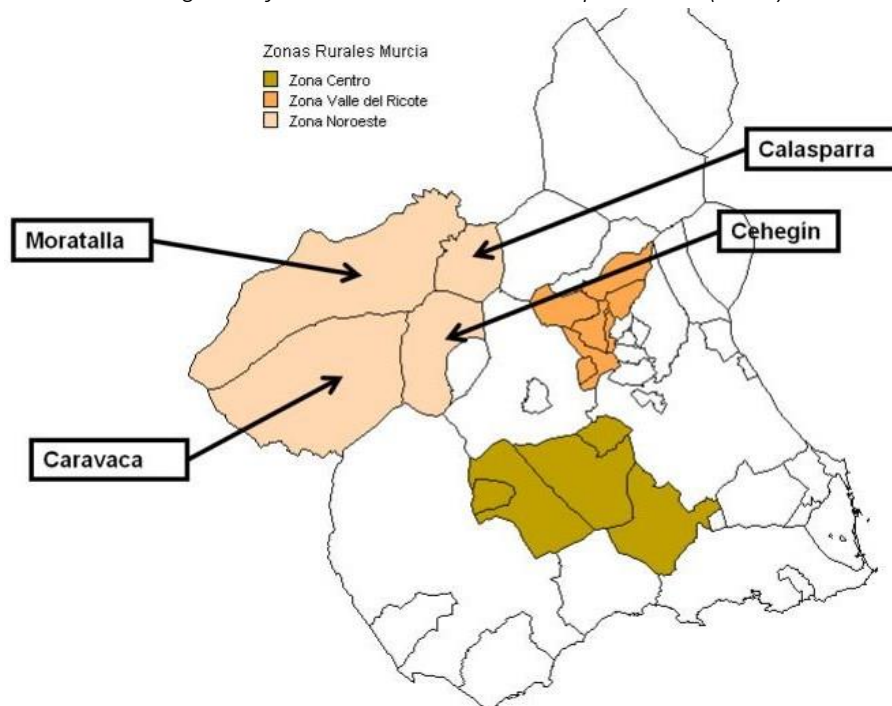 Zonas Rurales Murcia
Zona Centro
Zona Valle del Ricote
Zona Noroeste
Calasparra
Cehegín
Moratalla
Caravaca